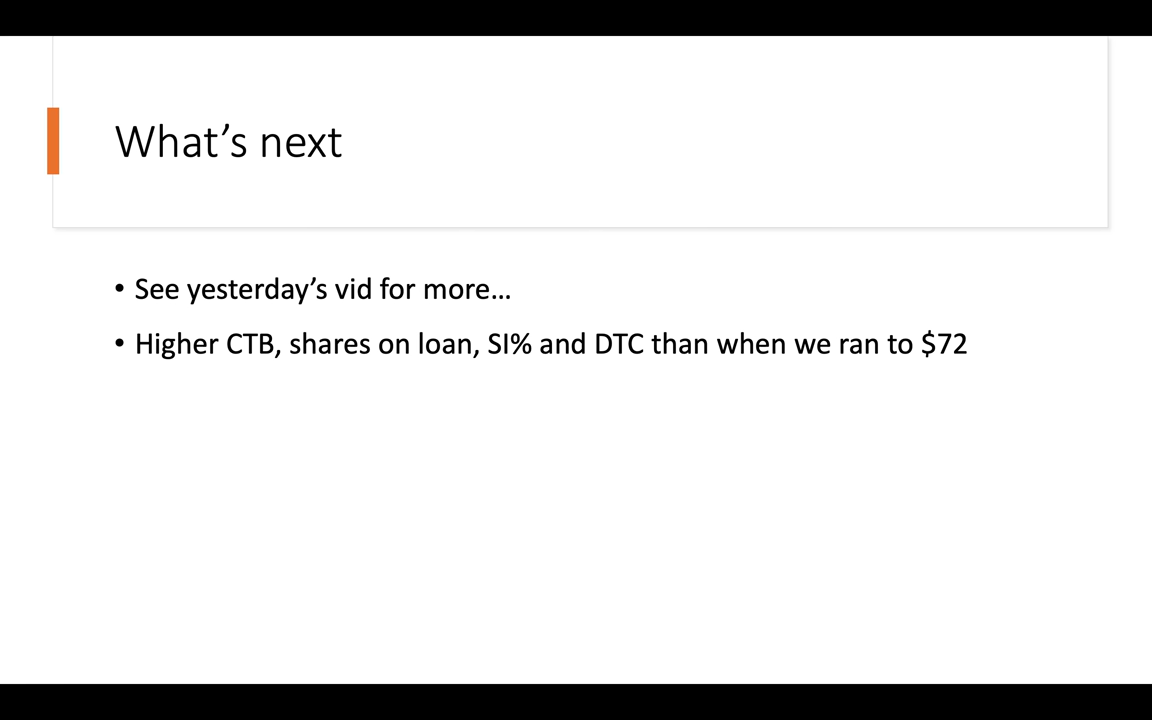 What’s next
• See yesterday’s vid for more…
• Higher CTB, shares on loan, SI% and DTC than when we ran to $72